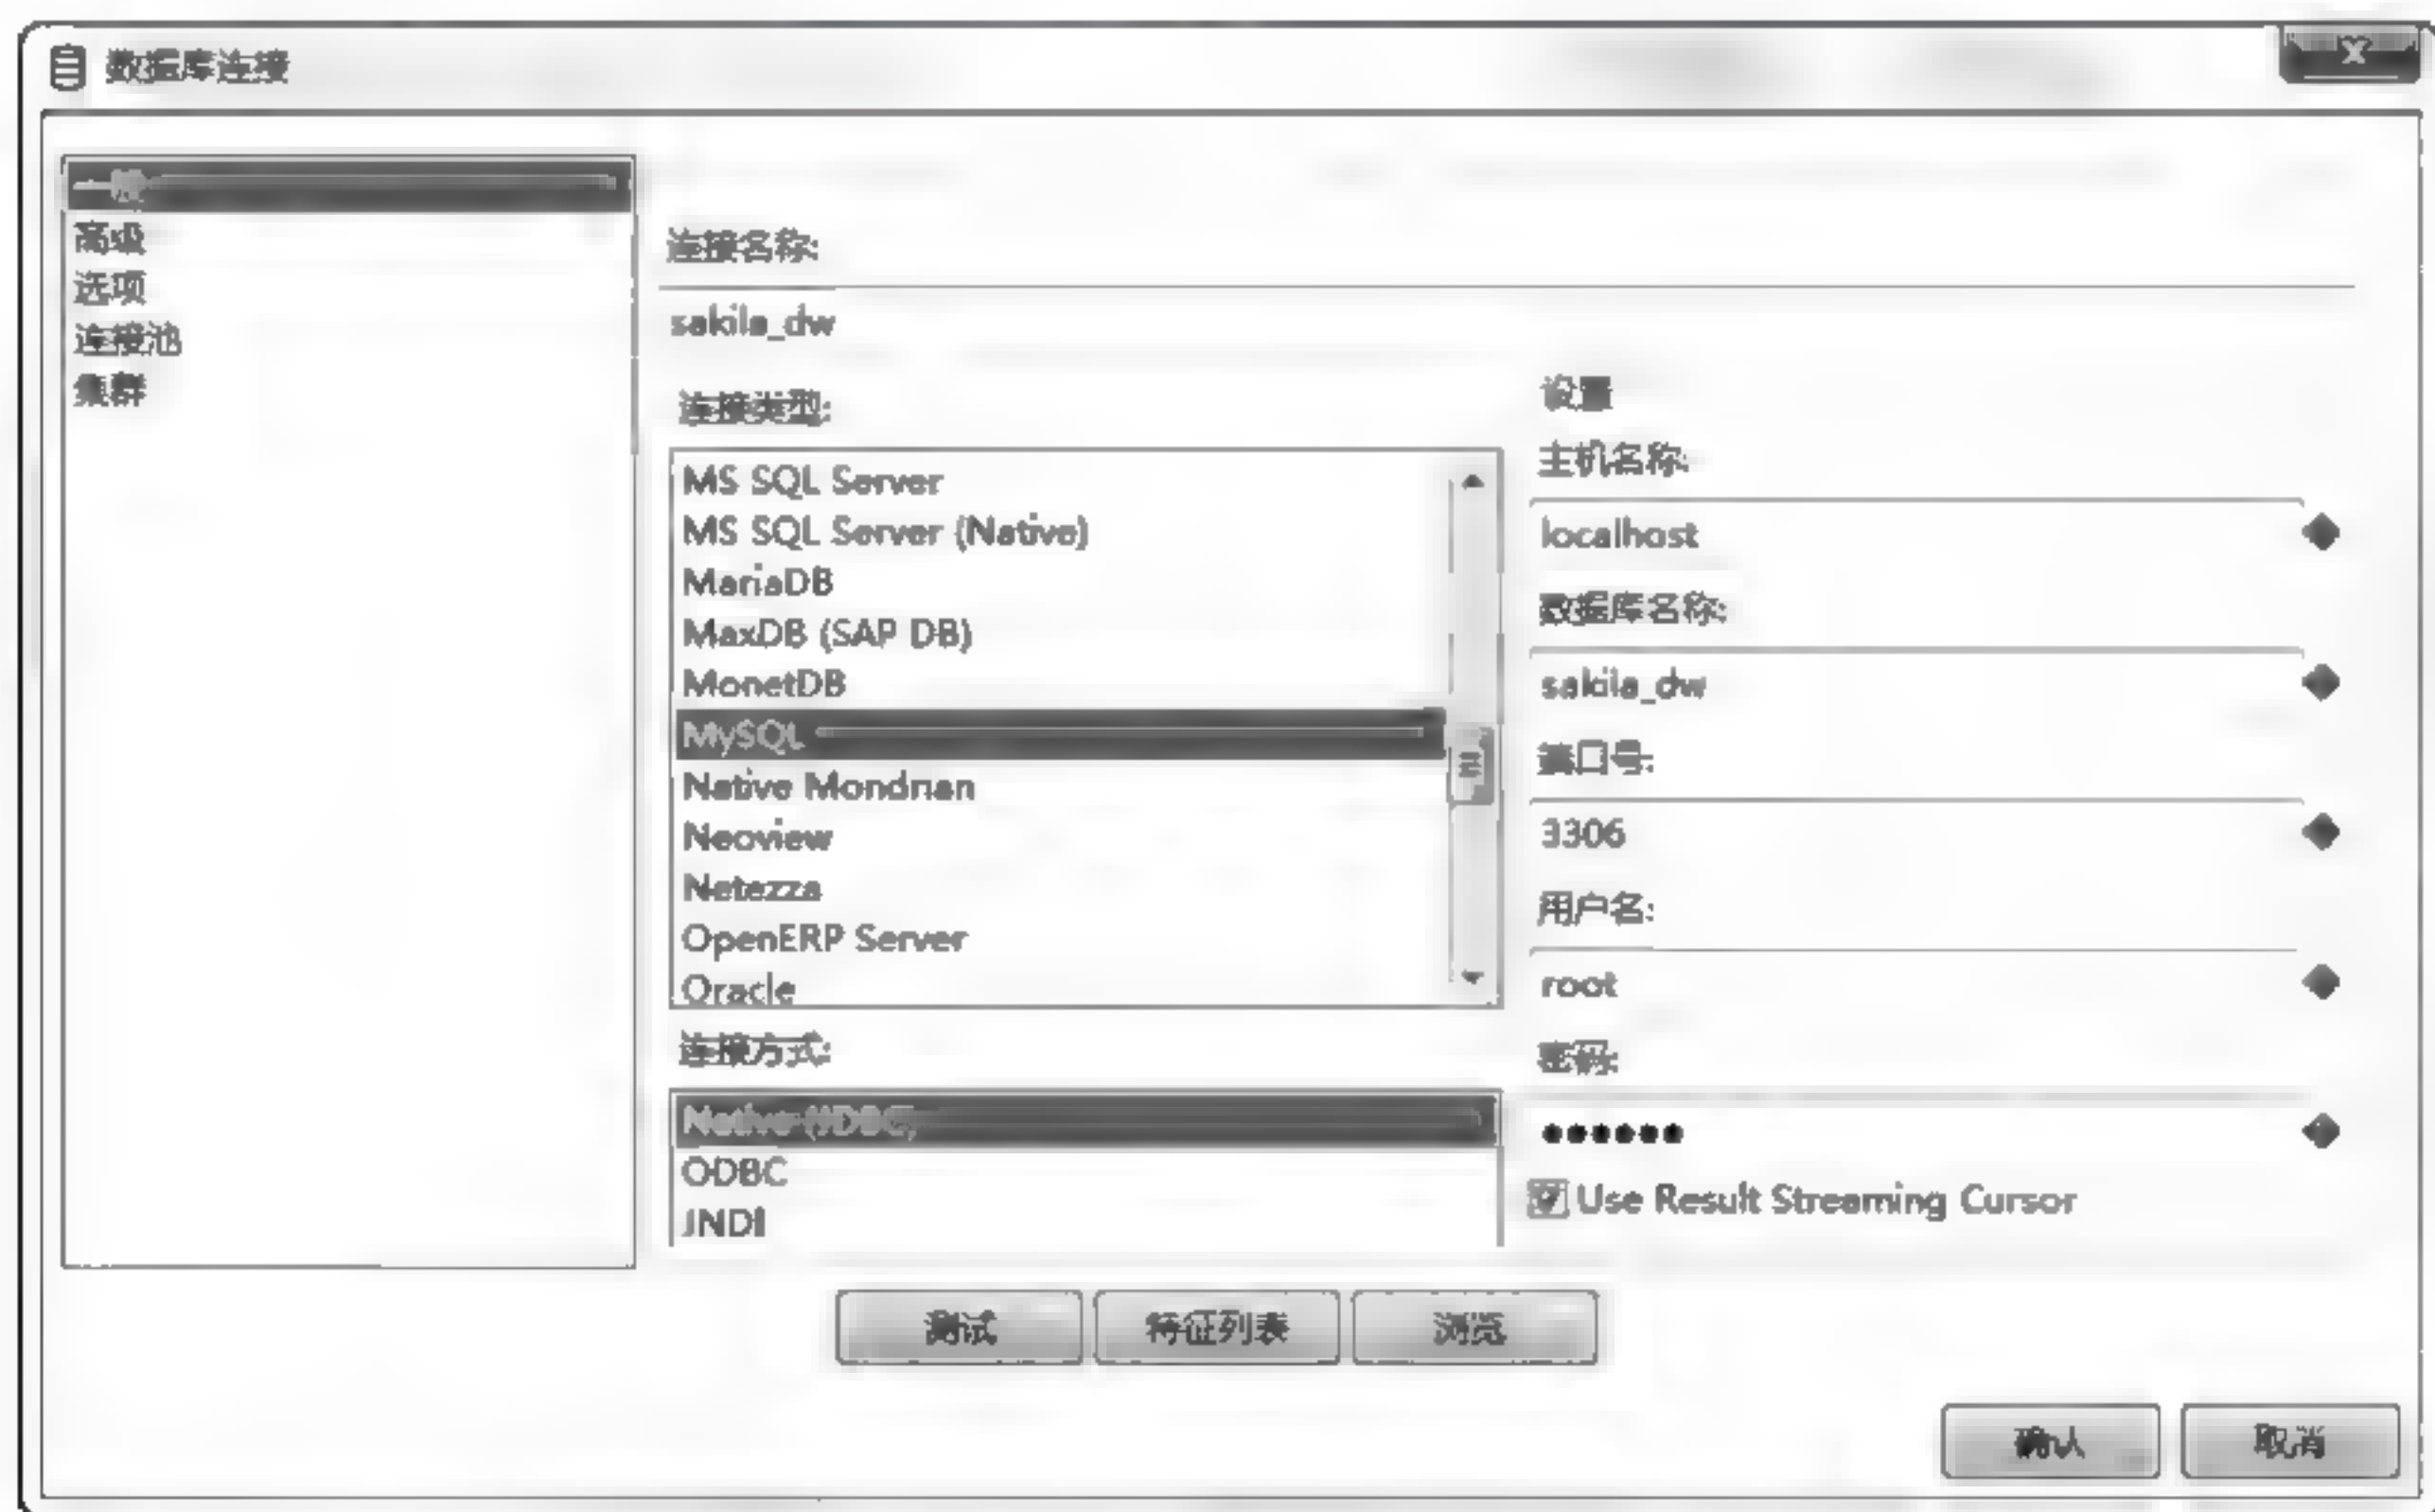 数据库连接
一般
高级
选项
连接池
集群
连接名称:
sakila_dw
连接类型:
MS SQL Server
MS SQL Server (Native)
MariaDB
MaxDB (SAP DB)
MonetDB
MySQL
Native Mondrian
Neoview
Netezza
OpenERP Server
Oracle
连接方式:
Native (JDBC)
ODBC
JNDI
设置
主机名称:
localhost
数据库名称:
sakila_dw
端口号:
3306
用户名:
root
密码:
●●●●●●
Use Result Streaming Cursor
测试 特征列表 浏览
确认 取消